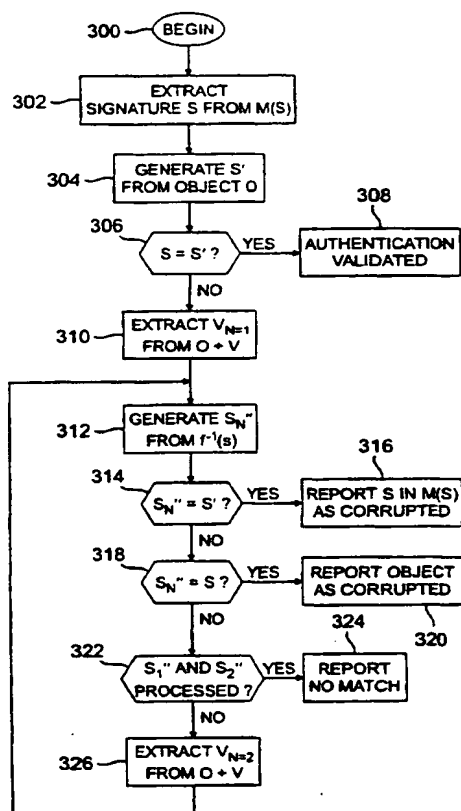 300
BEGIN
302
EXTRACT
SIGNATURE S FROM M(S)
304
GENERATE S'
FROM OBJECT 0
306
S = S' ?
YES
308
AUTHENTICATION
VALIDATED
NO
310
EXTRACT V_{N=1}
FROM O + V
312
GENERATE S_N''
FROM f⁻¹(s)
314
S_N'' = S' ?
YES
316
REPORT S IN M(S)
AS CORRUPTED
NO
318
S_N'' = S ?
YES
REPORT OBJECT
AS CORRUPTED
320
NO
322
S_1'' AND S_2''
PROCESSED ?
YES
324
REPORT
NO MATCH
NO
326
EXTRACT V_{N=2}
FROM O + V